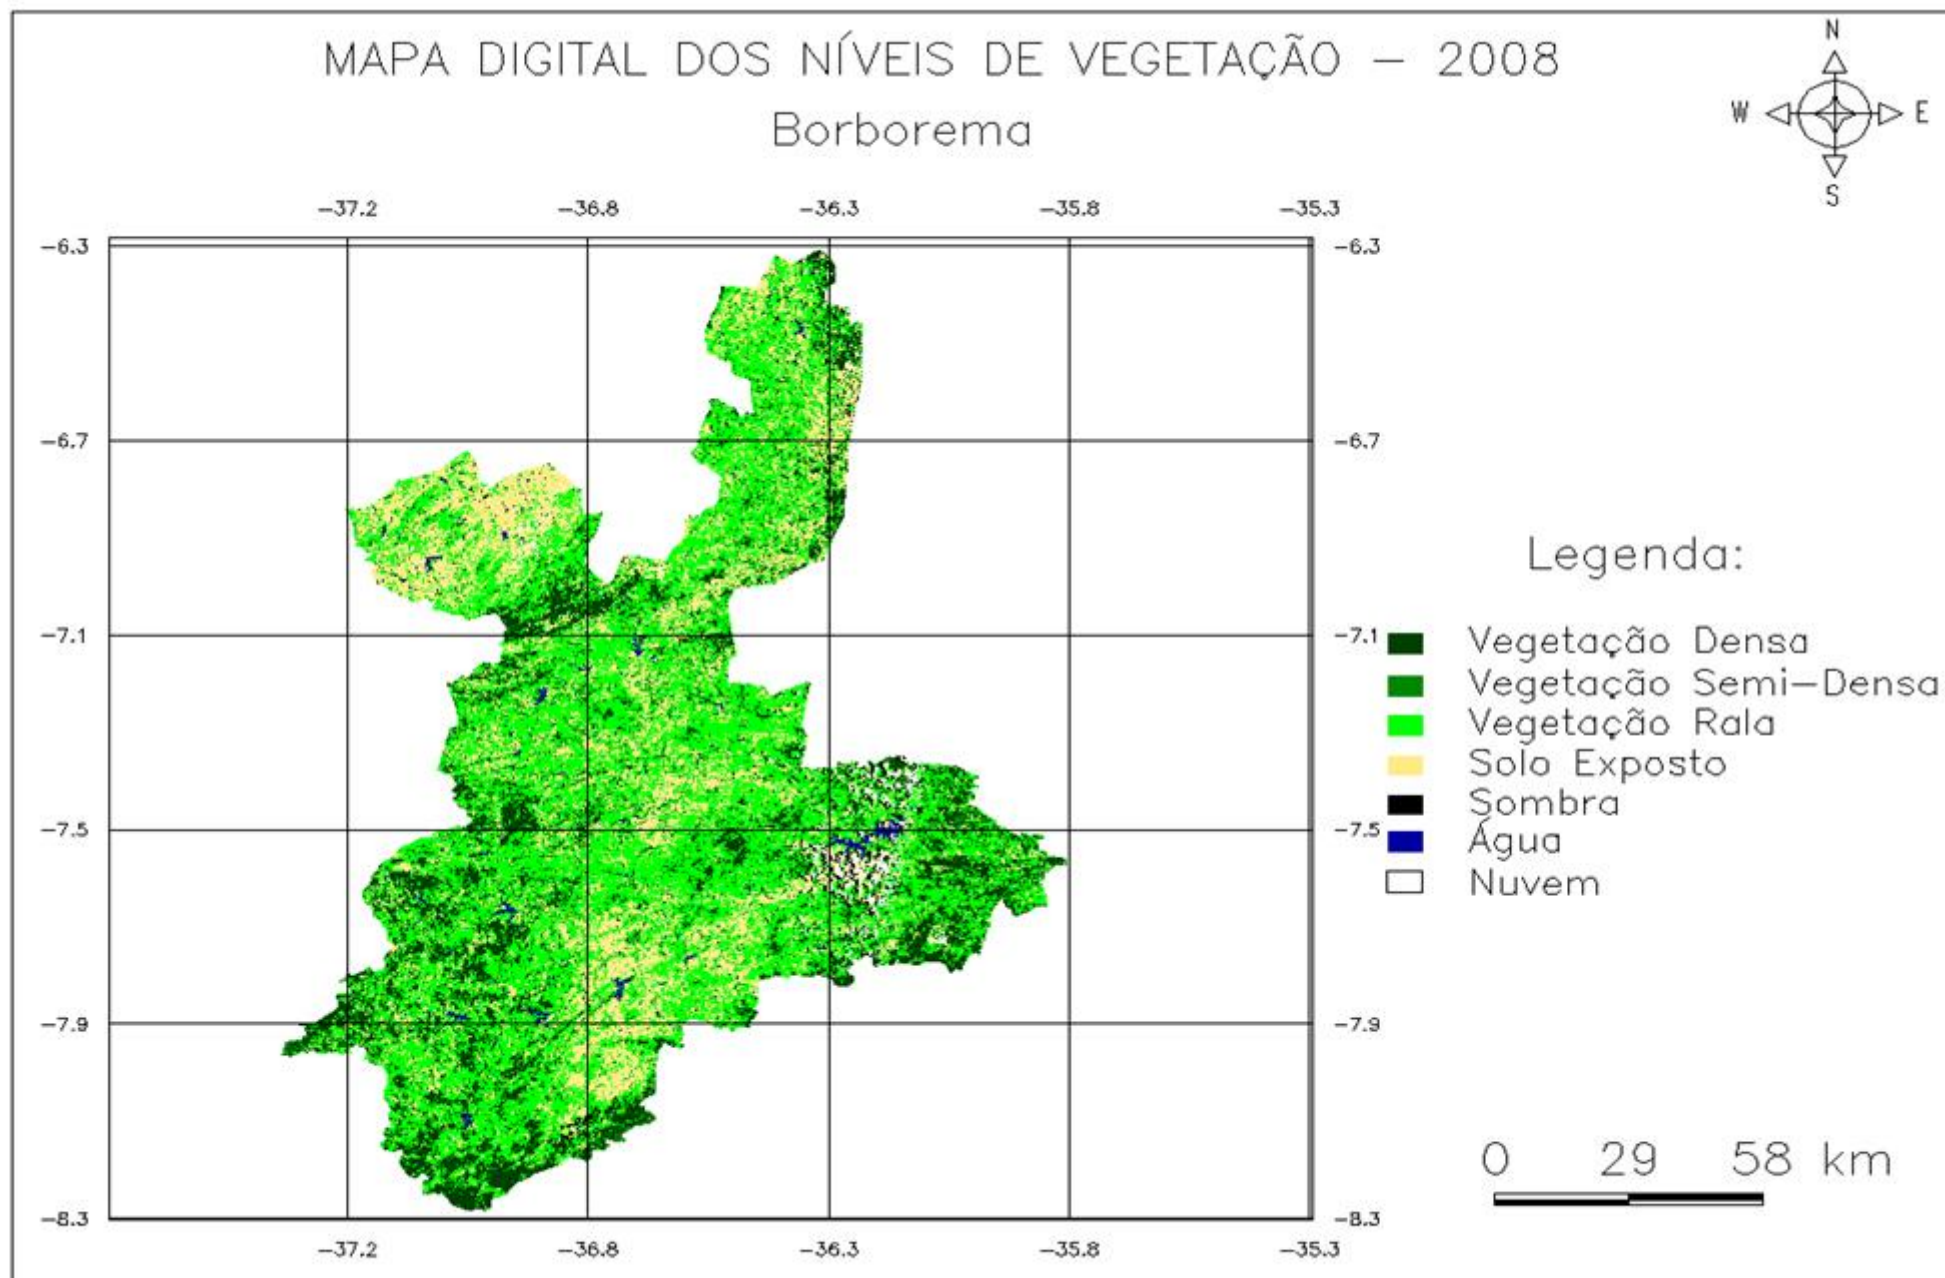 MAPA DIGITAL DOS NÍVEIS DE VEGETAÇÃO – 2008
Borborema
N
W E
S
–37.2 –36.8 –36.3 –35.8 –35.3
–6.3 –6.3
–6.7 –6.7
–7.1 –7.1
–7.5 –7.5
–7.9 –7.9
–8.3 –8.3
–37.2 –36.8 –36.3 –35.8 –35.3
Legenda:
Vegetação Densa
Vegetação Semi–Densa
Vegetação Rala
Solo Exposto
Sombra
Água
Nuvem
0 29 58 km